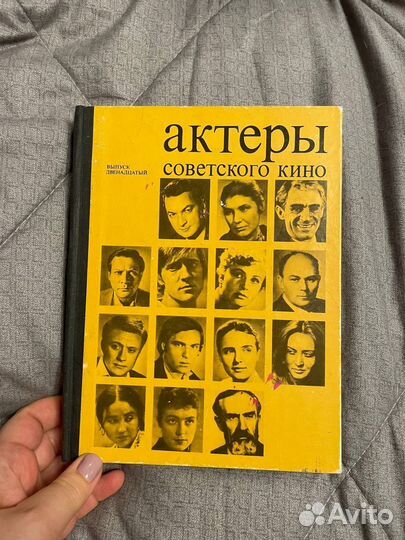 актеры
советского кино
выпуск
двенадцатый
Avito